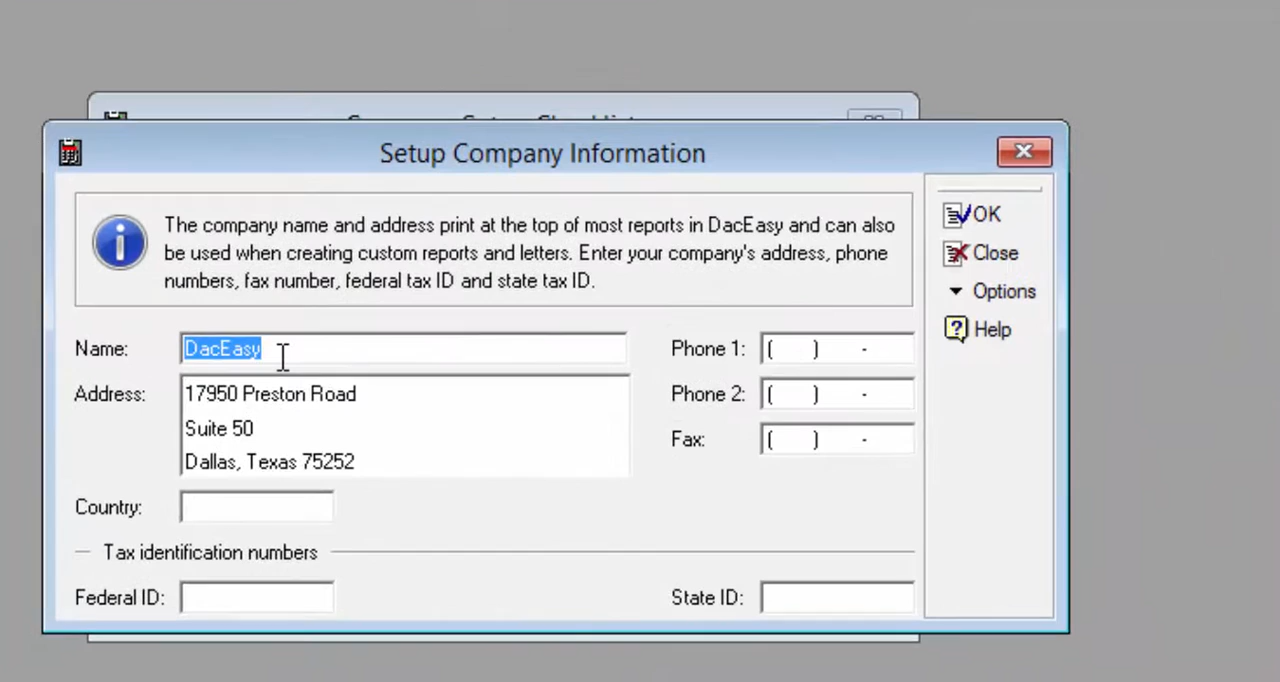 Setup Company Information
The company name and address print at the top of most reports in DacEasy and can also
be used when creating custom reports and letters. Enter your company's address, phone
numbers, fax number, federal tax ID and state tax ID.
OK
Close
Options
Help
Name: DacEasy
Address: 17950 Preston Road
Suite 50
Dallas, Texas 75252
Country:
Phone 1: ( ) -
Phone 2: ( ) -
Fax: ( ) -
Tax identification numbers
Federal ID:
State ID: